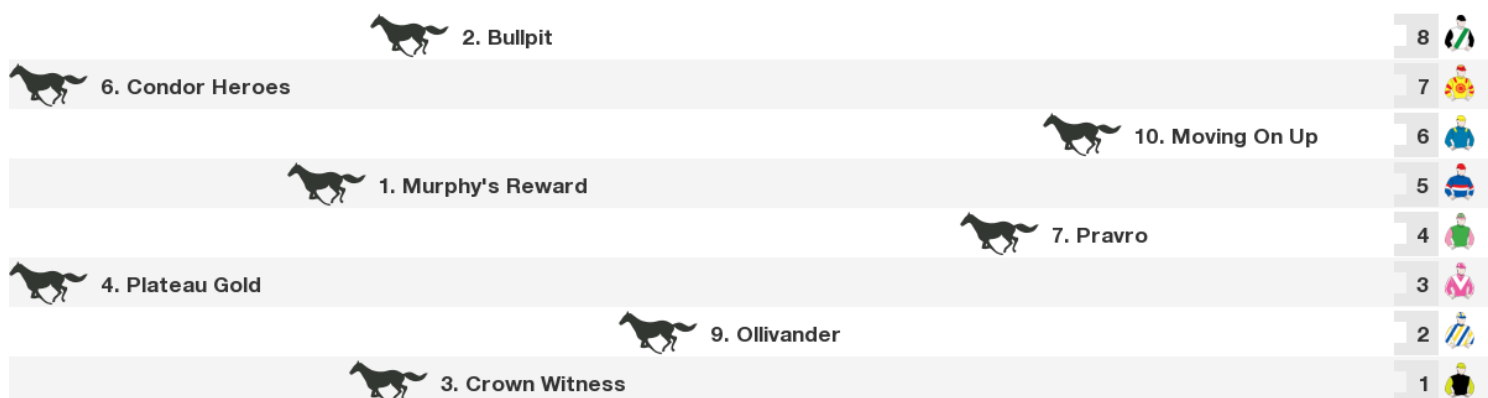 2. Bullpit 8
6. Condor Heroes 7
10. Moving On Up 6
1. Murphy's Reward 5
7. Pravro 4
4. Plateau Gold 3
9. Ollivander 2
3. Crown Witness 1